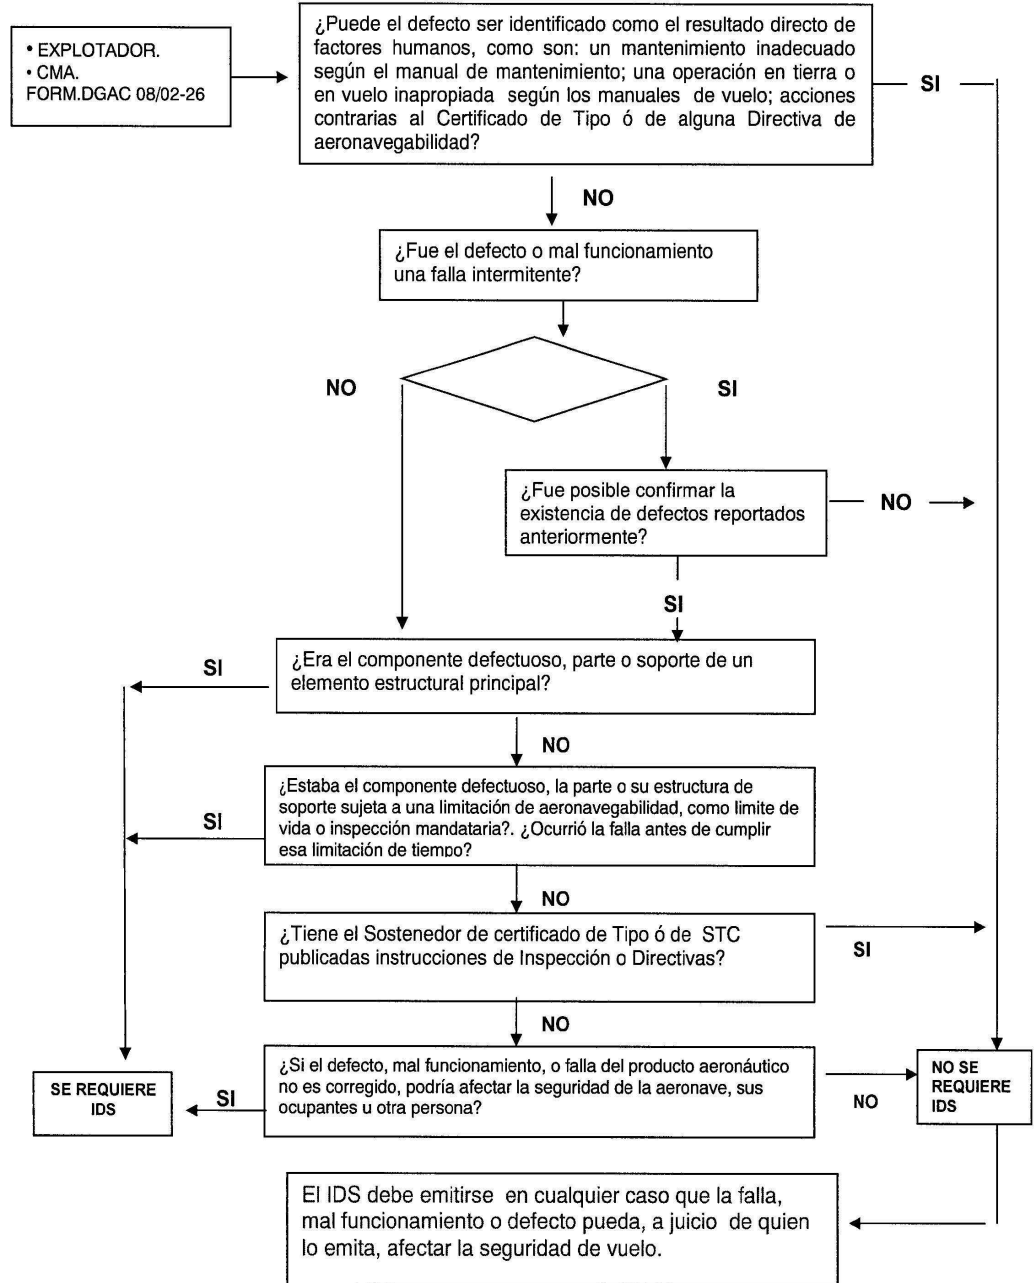 • EXPLOTADOR.
• CMA.
FORM.DGAC 08/02-26
¿Puede el defecto ser identificado como el resultado directo de
factores humanos, como son: un mantenimiento inadecuado
según el manual de mantenimiento; una operación en tierra o
en vuelo inapropiada según los manuales de vuelo; acciones
contrarias al Certificado de Tipo ó de alguna Directiva de
aeronavegabilidad?
SI
NO
¿Fue el defecto o mal funcionamiento
una falla intermitente?
NO
SI
¿Fue posible confirmar la
existencia de defectos reportados
anteriormente?
NO
SI
¿Era el componente defectuoso, parte o soporte de un
elemento estructural principal?
SI
NO
¿Estaba el componente defectuoso, la parte o su estructura de
soporte sujeta a una limitación de aeronavegabilidad, como limite de
vida o inspección mandataria?. ¿Ocurrió la falla antes de cumplir
esa limitación de tiempo?
SI
NO
¿Tiene el Sostenedor de certificado de Tipo ó de STC
publicadas instrucciones de Inspección o Directivas?
SI
NO
¿Si el defecto, mal funcionamiento, o falla del producto aeronáutico
no es corregido, podría afectar la seguridad de la aeronave, sus
ocupantes u otra persona?
SI
NO
SE REQUIERE
IDS
NO SE
REQUIERE
IDS
El IDS debe emitirse en cualquier caso que la falla,
mal funcionamiento o defecto pueda, a juicio de quien
lo emita, afectar la seguridad de vuelo.